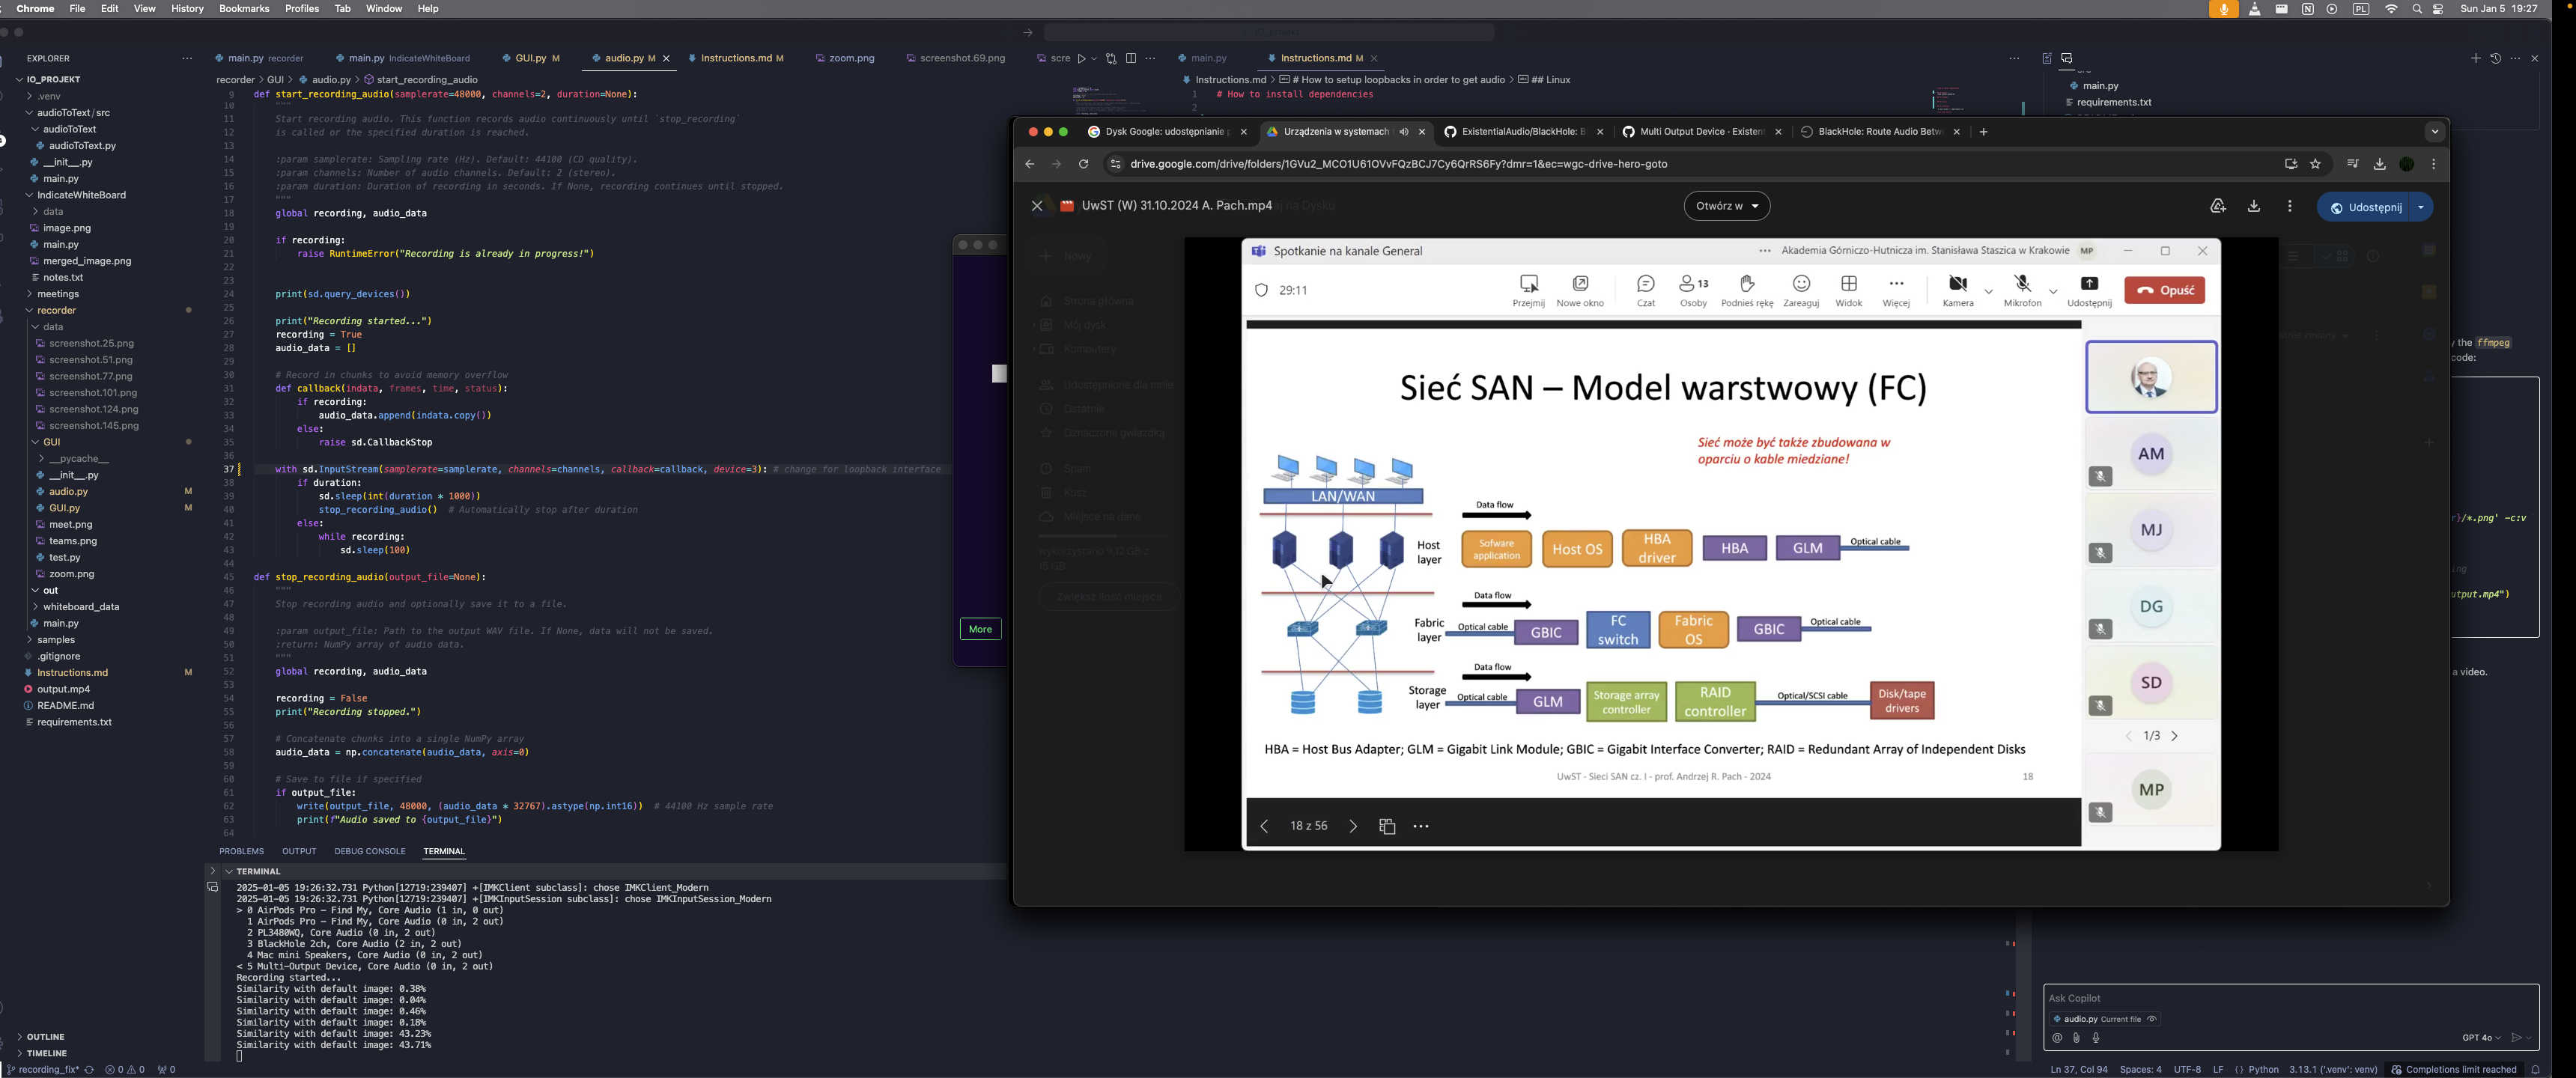 Chrome File Edit View History Bookmarks Profiles Tab Window Help
PL Sun Jan 5 19:27
EXPLORER
IO_PROJEKT
.venv
audioToText/src
audioToText
audioToText.py
__init__.py
main.py
IndicateWhiteBoard
data
image.png
main.py
merged_image.png
notes.txt
meetings
recorder
data
screenshot.25.png
screenshot.51.png
screenshot.77.png
screenshot.101.png
screenshot.124.png
screenshot.145.png
GUI
__pycache__
__init__.py
audio.py M
GUI.py M
meet.png
teams.png
test.py
zoom.png
out
whiteboard_data
main.py
samples
.gitignore
Instructions.md M
output.mp4
README.md
requirements.txt
OUTLINE
TIMELINE
main.py recorder
main.py IndicateWhiteBoard
GUI.py M
audio.py M
Instructions.md M
zoom.png
screenshot.69.png
scre
recorder > GUI > audio.py > start_recording_audio
9 def start_recording_audio(samplerate=48000, channels=2, duration=None):
10 """
11 Start recording audio. This function records audio continuously until `stop_recording`
12 is called or the specified duration is reached.
13
14 :param samplerate: Sampling rate (Hz). Default: 44100 (CD quality).
15 :param channels: Number of audio channels. Default: 2 (stereo).
16 :param duration: Duration of recording in seconds. If None, recording continues until stopped.
17 """
18 global recording, audio_data
19
20 if recording:
21 raise RuntimeError("Recording is already in progress!")
22
23
24 print(sd.query_devices())
25
26 print("Recording started...")
27 recording = True
28 audio_data = []
29
30 # Record in chunks to avoid memory overflow
31 def callback(indata, frames, time, status):
32 if recording:
33 audio_data.append(indata.copy())
34 else:
35 raise sd.CallbackStop
36
37 with sd.InputStream(samplerate=samplerate, channels=channels, callback=callback, device=3): # change for loopback interface
38 if duration:
39 sd.sleep(int(duration * 1000))
40 stop_recording_audio() # Automatically stop after duration
41 else:
42 while recording:
43 sd.sleep(100)
44
45 def stop_recording_audio(output_file=None):
46 """
47 Stop recording audio and optionally save it to a file.
48
49 :param output_file: Path to the output WAV file. If None, data will not be saved.
50 :return: NumPy array of audio data.
51 """
52 global recording, audio_data
53
54 recording = False
55 print("Recording stopped.")
56
57 # Concatenate chunks into a single NumPy array
58 audio_data = np.concatenate(audio_data, axis=0)
59
60 # Save to file if specified
61 if output_file:
62 write(output_file, 48000, (audio_data * 32767).astype(np.int16)) # 44100 Hz sample rate
63 print(f"Audio saved to {output_file}")
64
PROBLEMS OUTPUT DEBUG CONSOLE TERMINAL
TERMINAL
2025-01-05 19:26:32.731 Python[12719:239407] +[IMKClient subclass]: chose IMKClient_Modern
2025-01-05 19:26:32.731 Python[12719:239407] +[IMKInputSession subclass]: chose IMKInputSession_Modern
> 0 AirPods Pro – Find My, Core Audio (1 in, 0 out)
1 AirPods Pro – Find My, Core Audio (0 in, 2 out)
2 PL3480WQ, Core Audio (0 in, 2 out)
3 BlackHole 2ch, Core Audio (2 in, 2 out)
4 Mac mini Speakers, Core Audio (0 in, 2 out)
< 5 Multi-Output Device, Core Audio (0 in, 2 out)
Recording started...
Similarity with default image: 0.38%
Similarity with default image: 0.04%
Similarity with default image: 0.46%
Similarity with default image: 0.18%
Similarity with default image: 43.23%
Similarity with default image: 43.71%
recording_fix* 0 0 0
Ln 37, Col 94 Spaces: 4 UTF-8 LF Python 3.13.1 ('.venv': venv) Completions limit reached
main.py
Instructions.md M
Instructions.md > # How to setup loopbacks in order to get audio > ## Linux
1 # How to install dependencies
2
main.py
requirements.txt
More
Dysk Google: udostępnianie
Urządzenia w systemach
ExistentialAudio/BlackHole: B
Multi Output Device · Existen
BlackHole: Route Audio Betw
drive.google.com/drive/folders/1GVu2_MCO1U61OVvFQzBCJ7Cy6QrRS6Fy?dmr=1&ec=wgc-drive-hero-goto
UwST (W) 31.10.2024 A. Pach.mp4
Otwórz w
Udostępnij
Nowy
Strona główna
Mój dysk
Komputery
Udostępnione dla mnie
Ostatnie
Oznaczone gwiazdką
Spam
Kosz
Miejsce na dane
wykorzystano 9,12 GB z
15 GB
Zwiększ ilość miejsca
Spotkanie na kanale General
Akademia Górniczo-Hutnicza im. Stanisława Staszica w Krakowie MP
29:11
Przejmij Nowe okno Czat Osoby 13 Podnieś rękę Zareaguj Widok Więcej Kamera Mikrofon Udostępnij Opuść
Sieć SAN – Model warstwowy (FC)
Sieć może być także zbudowana w
oparciu o kable miedziane!
LAN/WAN
Data flow
Host layer
Sofware application
Host OS
HBA driver
HBA
GLM
Optical cable
Data flow
Fabric layer
Optical cable
GBIC
FC switch
Fabric OS
GBIC
Optical cable
Data flow
Storage layer
Optical cable
GLM
Storage array controller
RAID controller
Optical/SCSI cable
Disk/tape drivers
HBA = Host Bus Adapter; GLM = Gigabit Link Module; GBIC = Gigabit Interface Converter; RAID = Redundant Array of Independent Disks
UwST - Sieci SAN cz. I - prof. Andrzej R. Pach - 2024
18
AM
MJ
DG
SD
1/3
MP
18 z 56
y the ffmpeg
code:
r}/*.png' -c:v
ing
utput.mp4")
a video.
Ask Copilot
audio.py Current file
GPT 4o